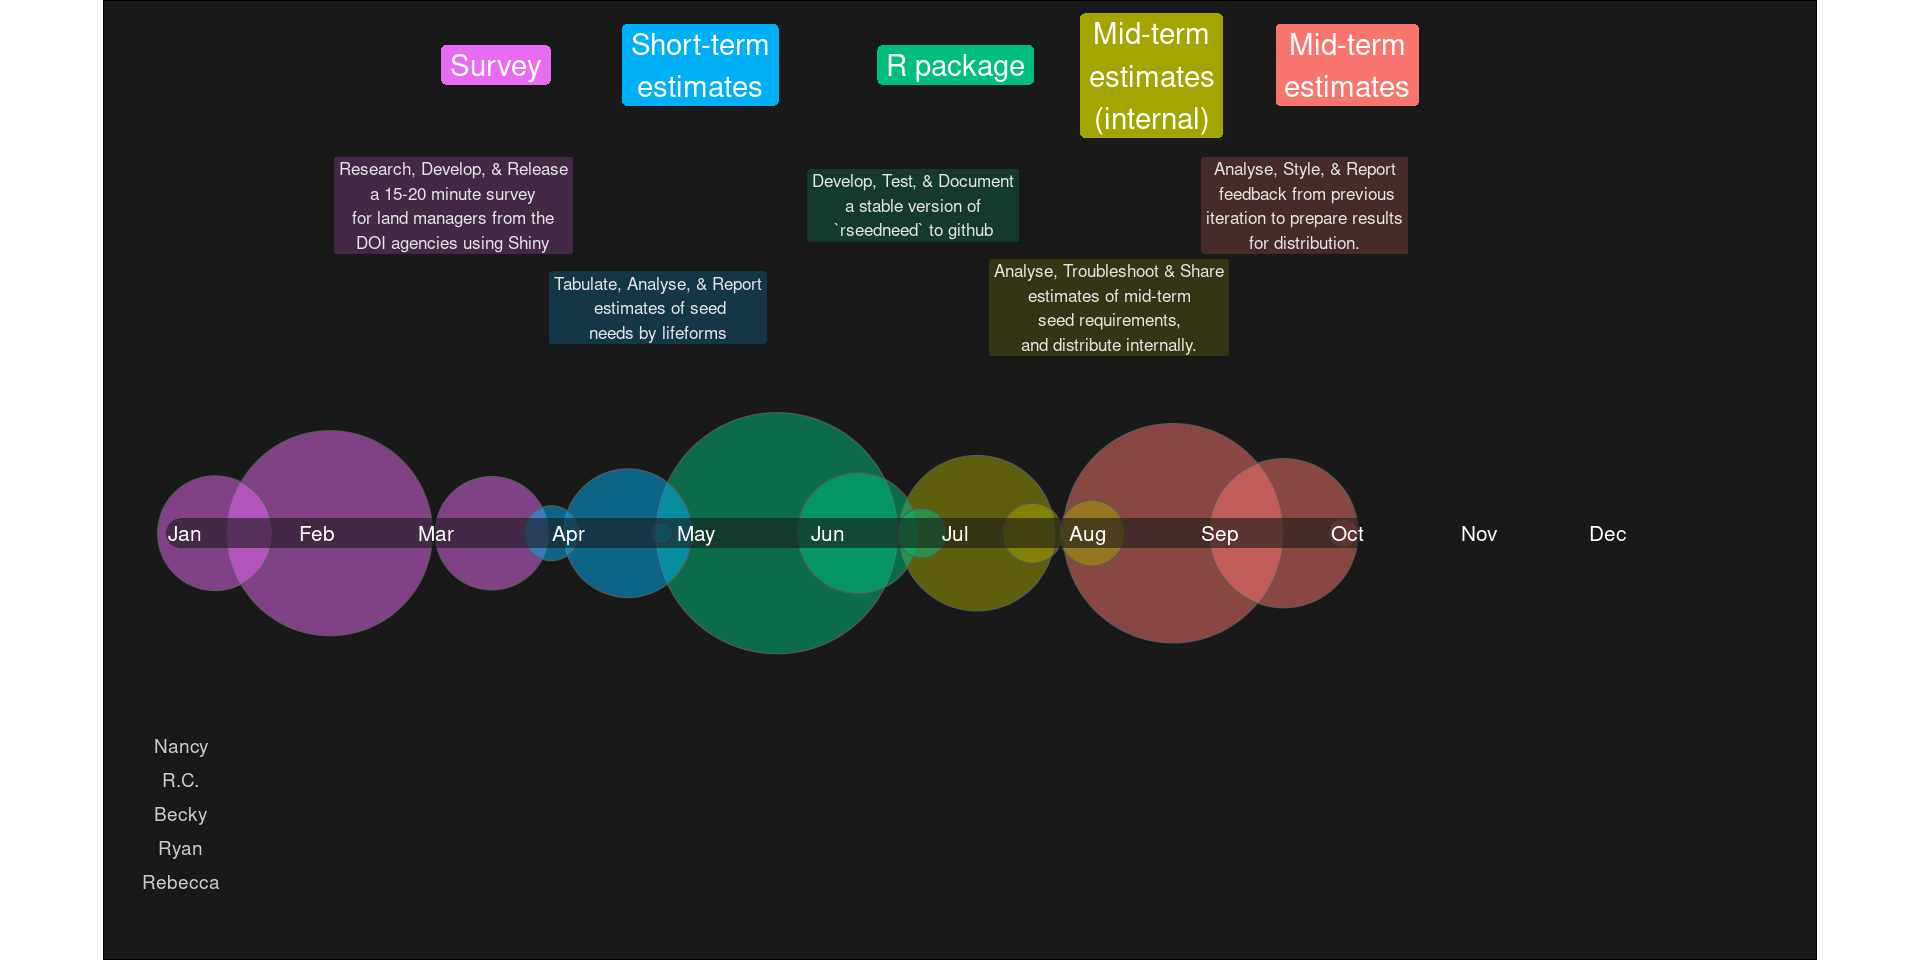 Survey
Short-term
estimates
R package
Mid-term
estimates
(internal)
Mid-term
estimates
Research, Develop, & Release
a 15-20 minute survey
for land managers from the
DOI agencies using Shiny
Tabulate, Analyse, & Report
estimates of seed
needs by lifeforms
Develop, Test, & Document
a stable version of
`rseedneed` to github
Analyse, Troubleshoot & Share
estimates of mid-term
seed requirements,
and distribute internally.
Analyse, Style, & Report
feedback from previous
iteration to prepare results
for distribution.
Jan Feb Mar Apr May Jun Jul Aug Sep Oct Nov Dec
Nancy
R.C.
Becky
Ryan
Rebecca